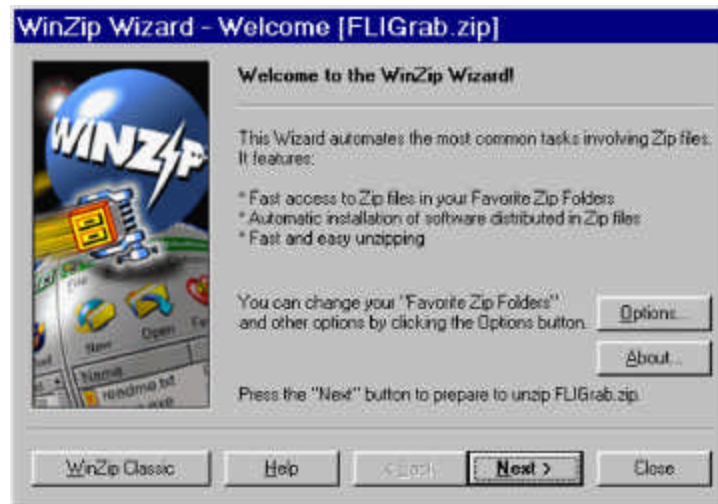 WinZip Wizard - Welcome [FLIGrab.zip]
WINZIP
File
New
Open
Name
readme.txt
.exe
Welcome to the WinZip Wizard!
This Wizard automates the most common tasks involving Zip files.
It features:
* Fast access to Zip files in your Favorite Zip Folders
* Automatic installation of software distributed in Zip files
* Fast and easy unzipping
You can change your "Favorite Zip Folders"
and other options by clicking the Options button.
Options...
About...
Press the "Next" button to prepare to unzip FLIGrab.zip.
WinZip Classic
Help
< Back
Next >
Close